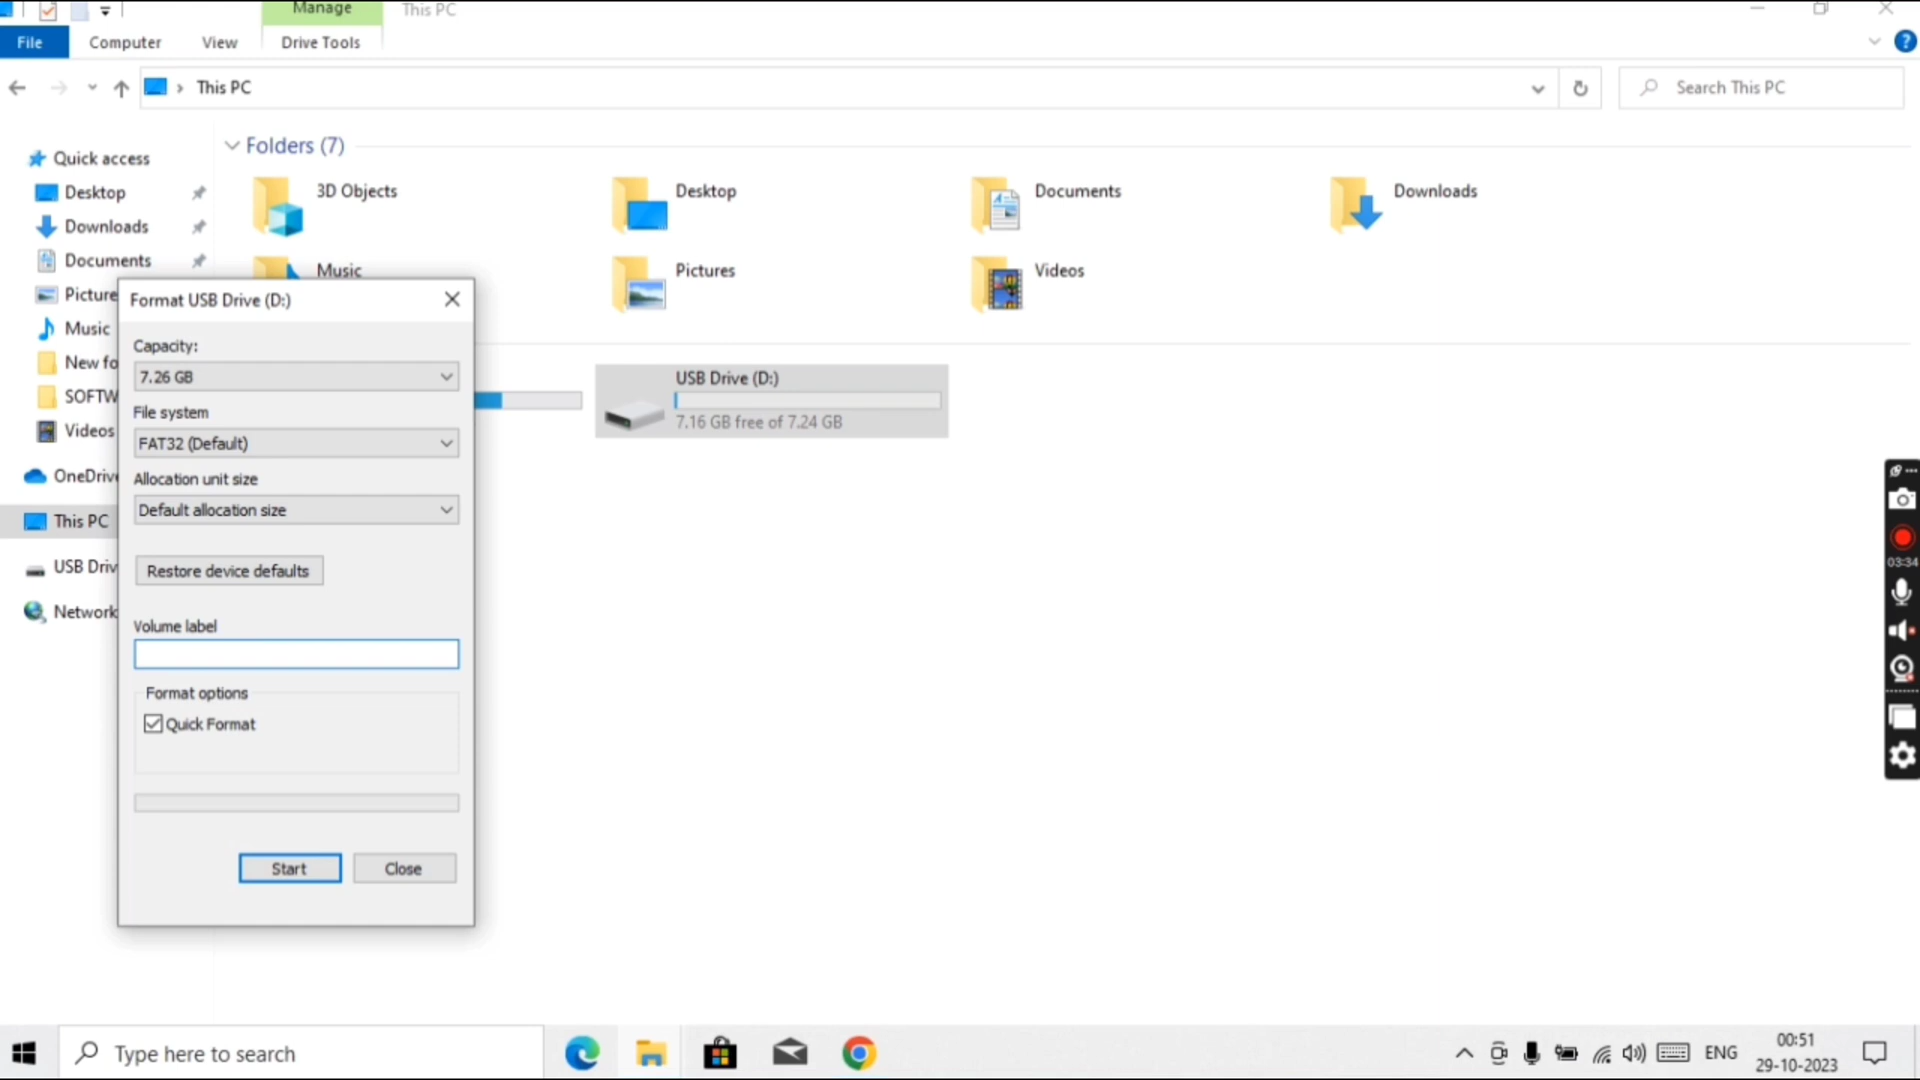 Manage
This PC
File
Computer
View
Drive Tools
This PC
Search This PC
Quick access
Desktop
Downloads
Documents
Picture
Music
New fo
SOFTW
Videos
OneDrive
This PC
USB Driv
Network
Folders (7)
3D Objects
Desktop
Documents
Downloads
Music
Pictures
Videos
USB Drive (D:)
7.16 GB free of 7.24 GB
Format USB Drive (D:)
Capacity:
7.26 GB
File system
FAT32 (Default)
Allocation unit size
Default allocation size
Restore device defaults
Volume label
Format options
Quick Format
Start
Close
03:34
Type here to search
ENG
00:51
29-10-2023